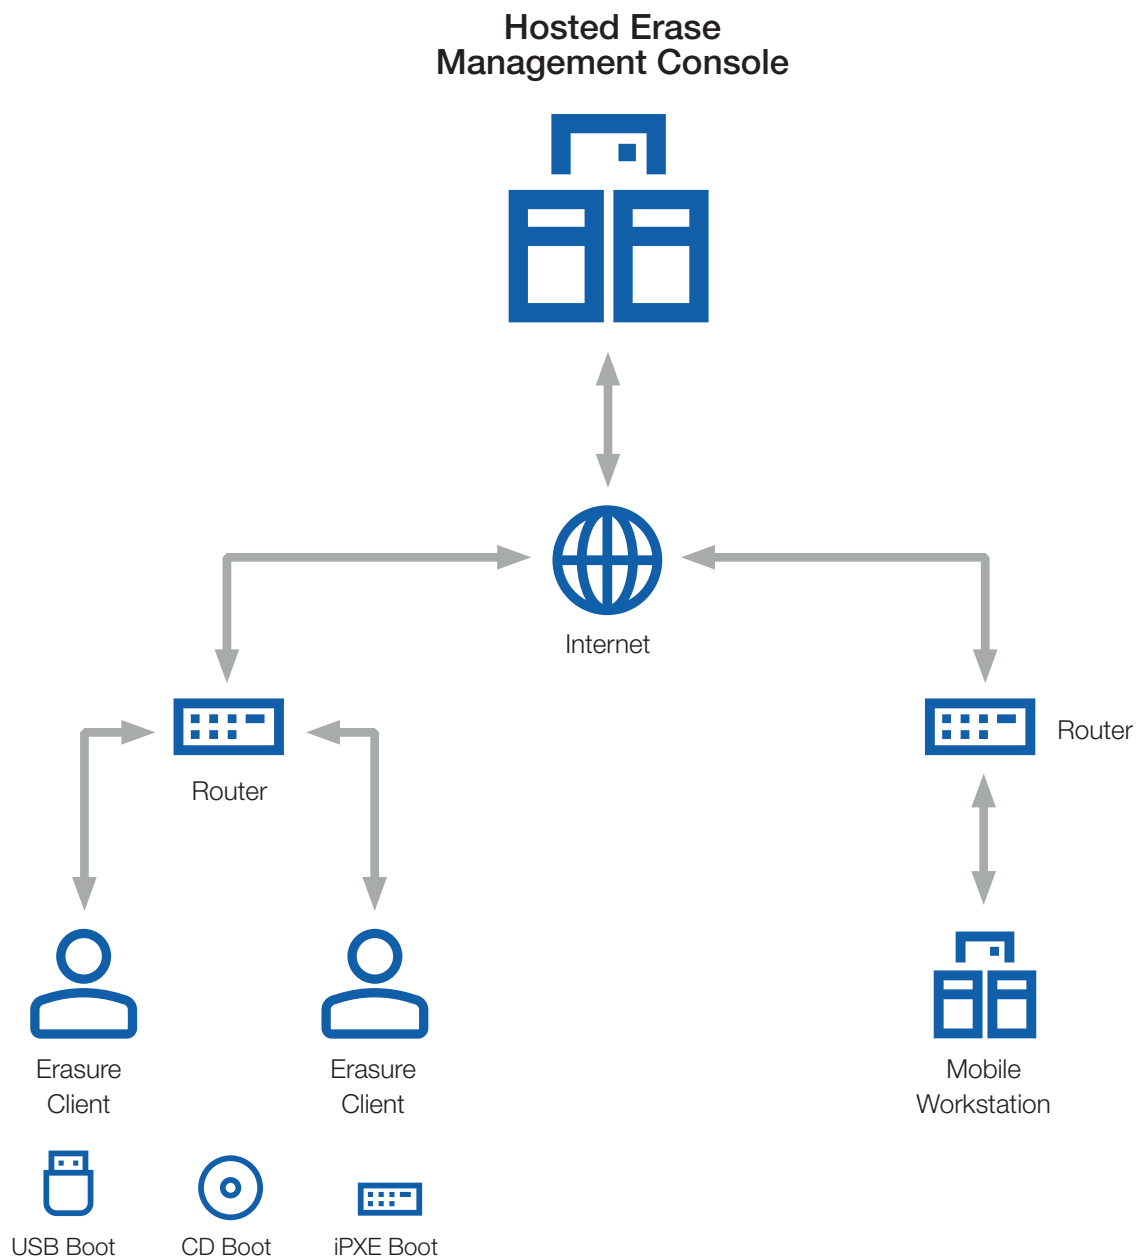 Hosted Erase
Management Console
Internet
Router
Router
Erasure
Client
Erasure
Client
Mobile
Workstation
USB Boot
CD Boot
iPXE Boot